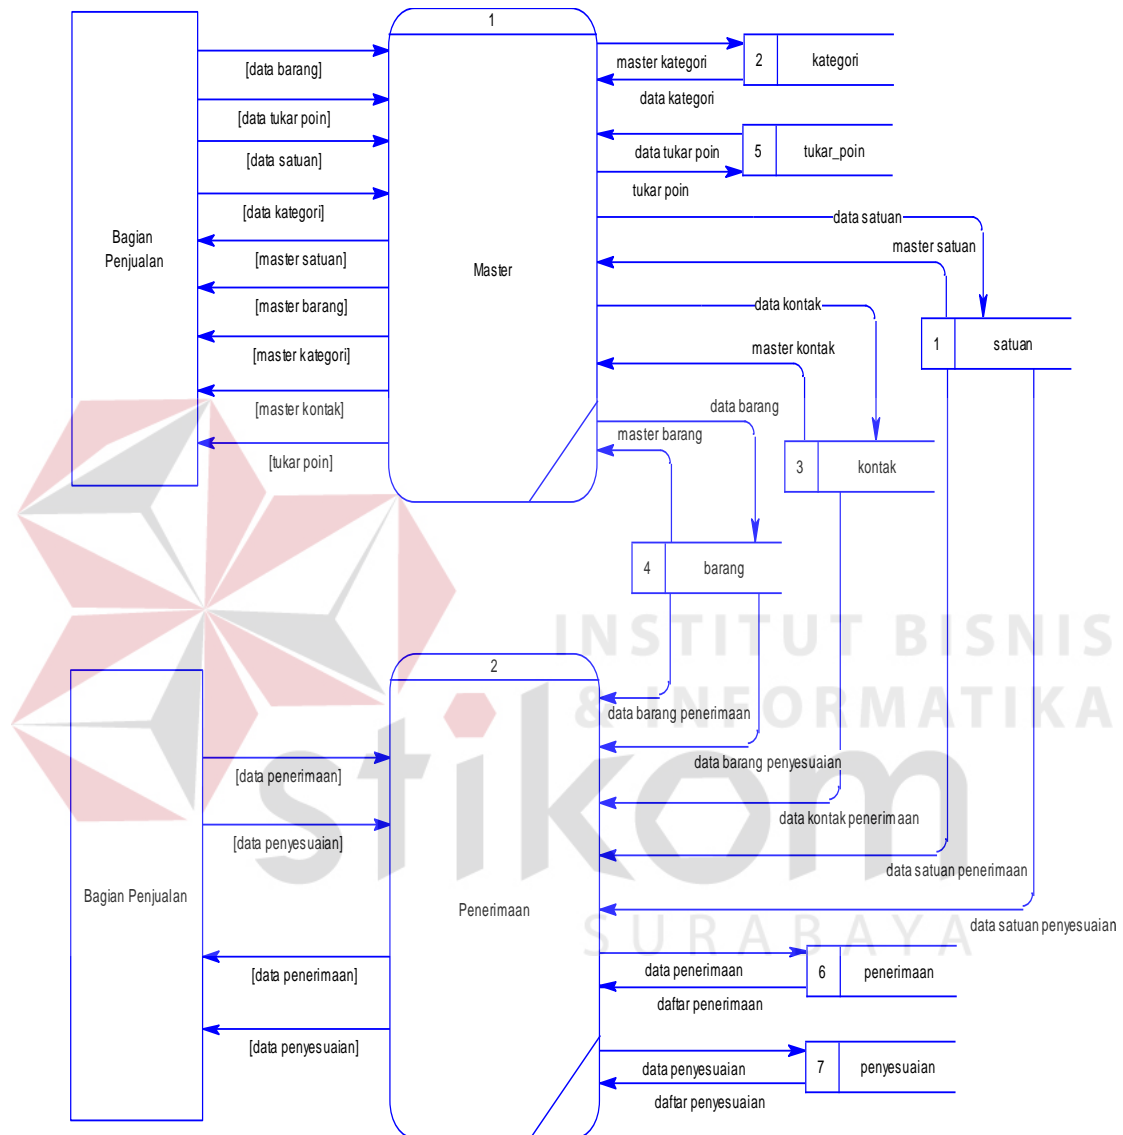 1
[data barang]
[data tukar poin]
[data satuan]
[data kategori]
[master satuan]
[master barang]
[master kategori]
[master kontak]
[tukar poin]
Bagian
Penjualan
Master
master kategori
data kategori
2 kategori
data tukar poin
tukar poin
5 tukar_poin
data satuan
master satuan
1 satuan
data kontak
master kontak
3 kontak
data barang
master barang
4 barang
INSTITUT BISNIS
& INFORMATIKA
stikom
SURABAYA
2
data barang penerimaan
data barang penyesuaian
data kontak penerimaan
data satuan penerimaan
data satuan penyesuaian
[data penerimaan]
[data penyesuaian]
Bagian Penjualan
Penerimaan
[data penerimaan]
[data penyesuaian]
data penerimaan
daftar penerimaan
6 penerimaan
data penyesuaian
daftar penyesuaian
7 penyesuaian